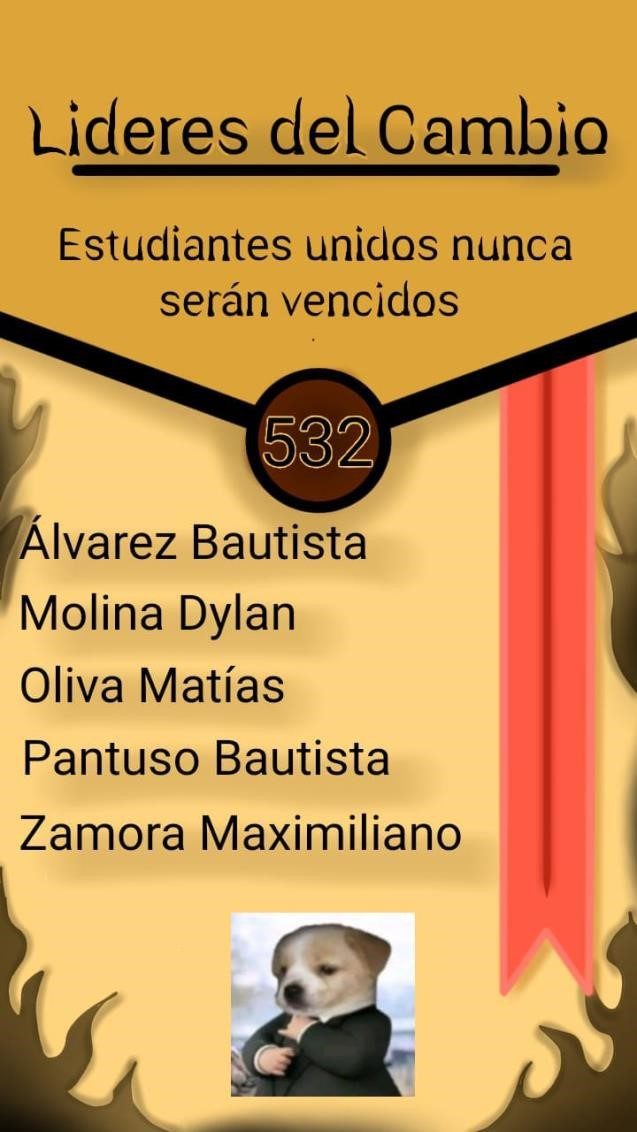 Lideres del Cambio
Estudiantes unidos nunca
serán vencidos
.
532
Álvarez Bautista
Molina Dylan
Oliva Matías
Pantuso Bautista
Zamora Maximiliano